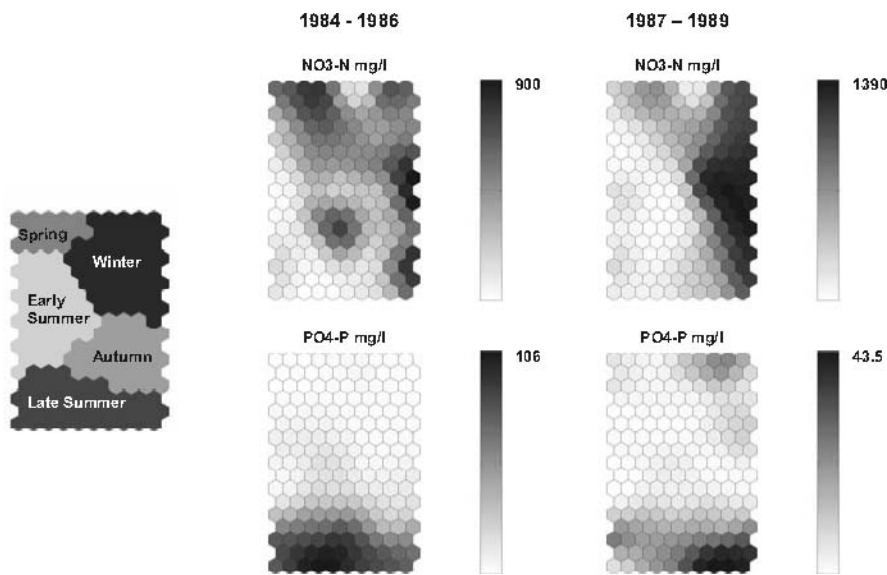 1984 - 1986
1987 – 1989
NO3-N mg/l
NO3-N mg/l
900
1390
Spring
Winter
Early
Summer
Autumn
Late Summer
PO4-P mg/l
PO4-P mg/l
106
43.5